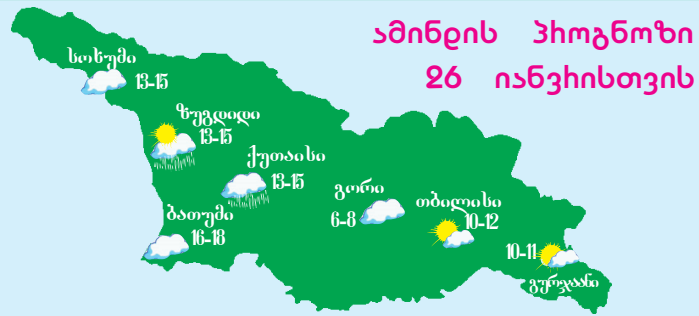 ამინდის პროგნოზი
26 იანვრისთვის
სოხუმი
13-15
ზუგდიდი
13-15
ქუთაისი
13-15
გორი
6-8
თბილისი
10-12
ბათუმი
16-18
10-11
გურჯაანი